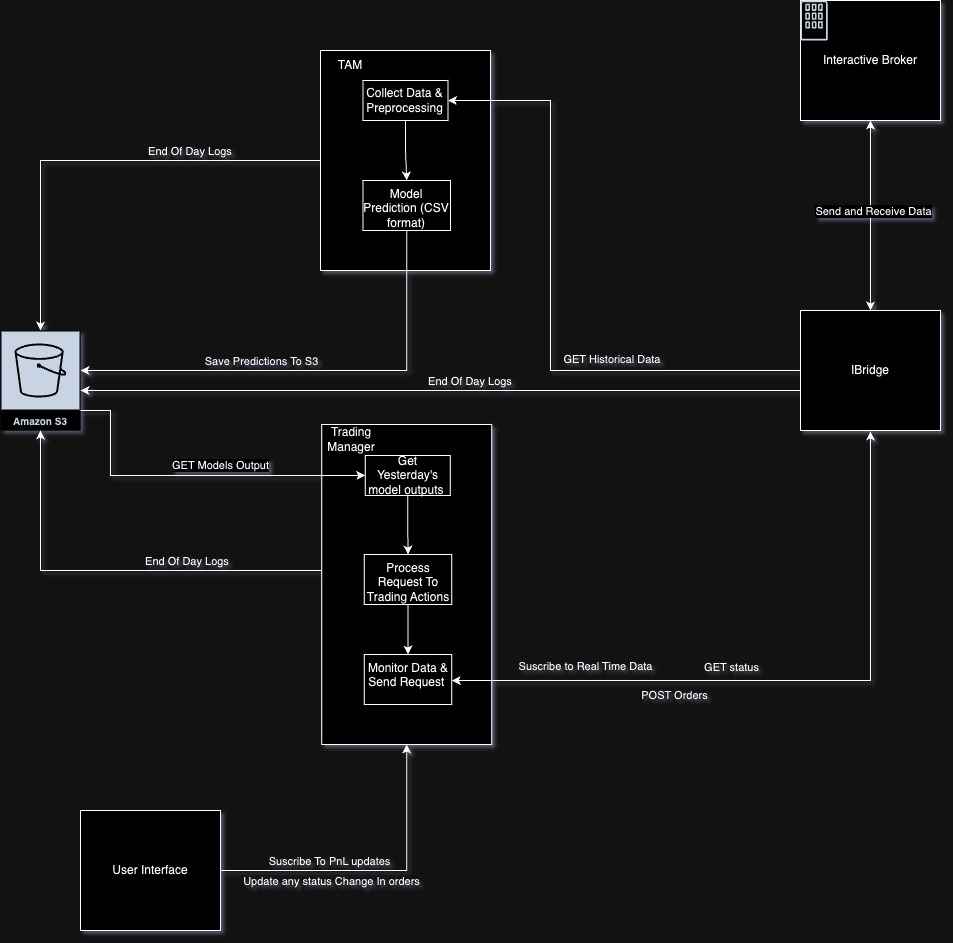 Interactive Broker
TAM
Collect Data &
Preprocessing
End Of Day Logs
Model
Prediction (CSV
format)
Send and Receive Data
Save Predictions To S3
GET Historical Data
IBridge
End Of Day Logs
Amazon S3
Trading
Manager
GET Models Output
Get
Yesterday's
model outputs
End Of Day Logs
Process
Request To
Trading Actions
Monitor Data &
Send Request
Suscribe to Real Time Data
GET status
POST Orders
User Interface
Suscribe To PnL updates
Update any status Change In orders